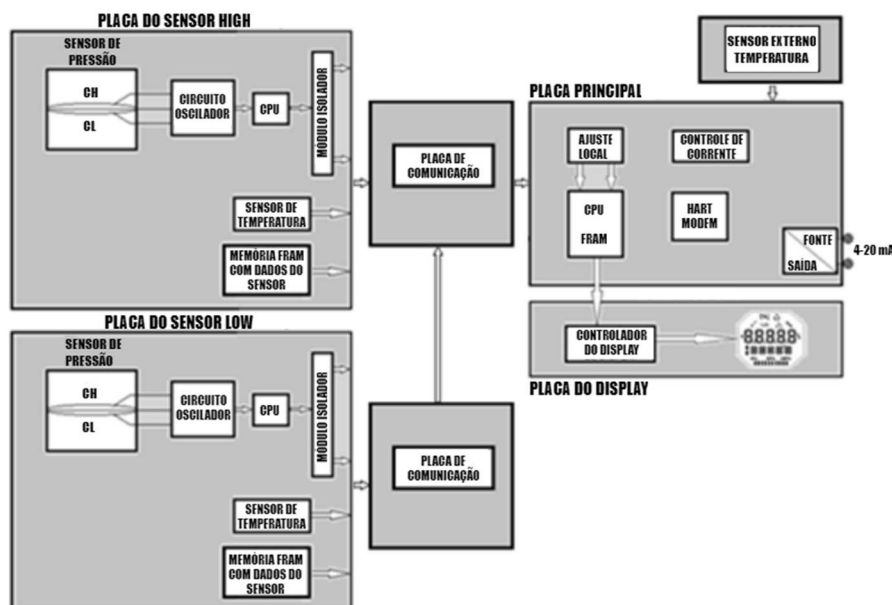 PLACA DO SENSOR HIGH
SENSOR DE
PRESSÃO
CH
CL
CIRCUITO
OSCILADOR
CPU
MÓDULO ISOLADOR
SENSOR DE
TEMPERATURA
MEMÓRIA FRAM
COM DADOS DO
SENSOR
PLACA DE
COMUNICAÇÃO
SENSOR EXTERNO
TEMPERATURA
PLACA PRINCIPAL
AJUSTE
LOCAL
CONTROLE DE
CORRENTE
CPU
FRAM
HART
MODEM
FONTE
SAÍDA
4-20 mA
CONTROLADOR
DO DISPLAY
88888
PLACA DO DISPLAY
PLACA DO SENSOR LOW
SENSOR DE
PRESSÃO
CH
CL
CIRCUITO
OSCILADOR
CPU
MÓDULO ISOLADOR
SENSOR DE
TEMPERATURA
MEMÓRIA FRAM
COM DADOS DO
SENSOR
PLACA DE
COMUNICAÇÃO